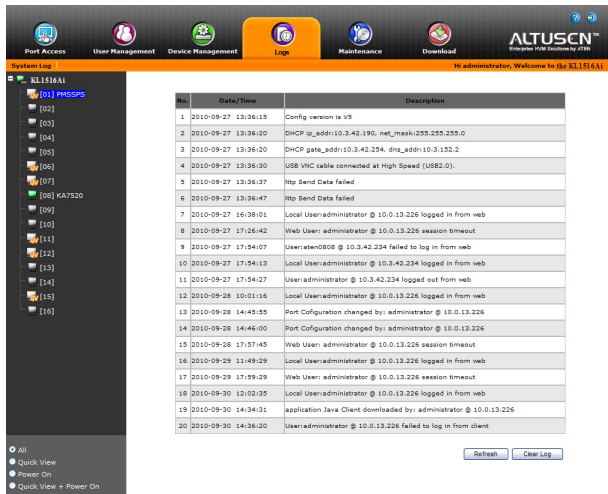 ALTUSCN™
Enterprise KVM Solutions by ATEN
Port Access User Management Device Management Logs Maintenance Download
System Log Hi administrator, Welcome to the KL1516Ai
KL1516A1
[01] PMSSPS
[02]
[03]
[04]
[05]
[06]
[07]
[08] KA7520
[09]
[10]
[11]
[12]
[13]
[14]
[15]
[16]
No. Date/Time Description
1 2010-09-27 13:36:15 Config version is V5
2 2010-09-27 13:36:20 DHCP ip_addr:10.3.42.190, net_mask:255.255.255.0
3 2010-09-27 13:36:20 DHCP gate_addr:10.3.42.254, dns_addr:10.3.152.2
4 2010-09-27 13:36:30 USB VNC cable connected at High Speed (USB2.0).
5 2010-09-27 13:36:37 Ntp Send Data failed
6 2010-09-27 13:36:47 Ntp Send Data failed
7 2010-09-27 16:38:01 Local User:administrator @ 10.0.13.226 logged in from web
8 2010-09-27 17:26:42 Web User: administrator @ 10.0.13.226 session timeout
9 2010-09-27 17:54:07 User:aten0808 @ 10.3.42.234 failed to log in from web
10 2010-09-27 17:54:13 Local User:administrator @ 10.3.42.234 logged in from web
11 2010-09-27 17:54:27 User:administrator @ 10.3.42.234 logged out from web
12 2010-09-28 10:01:16 Local User:administrator @ 10.0.13.226 logged in from web
13 2010-09-28 14:45:55 Port Cofiguration changed by: administrator @ 10.0.13.226
14 2010-09-28 14:46:00 Port Cofiguration changed by: administrator @ 10.0.13.226
15 2010-09-28 17:57:45 Web User: administrator @ 10.0.13.226 session timeout
16 2010-09-29 11:49:29 Local User:administrator @ 10.0.13.226 logged in from web
17 2010-09-29 17:59:29 Web User: administrator @ 10.0.13.226 session timeout
18 2010-09-30 12:02:35 Local User:administrator @ 10.0.13.226 logged in from web
19 2010-09-30 14:34:31 application Java Client downloaded by: administrator @ 10.0.13.226
20 2010-09-30 14:36:20 User:administrator @ 10.0.13.226 failed to log in from client
Refresh Clear Log
All
Quick View
Power On
Quick View + Power On